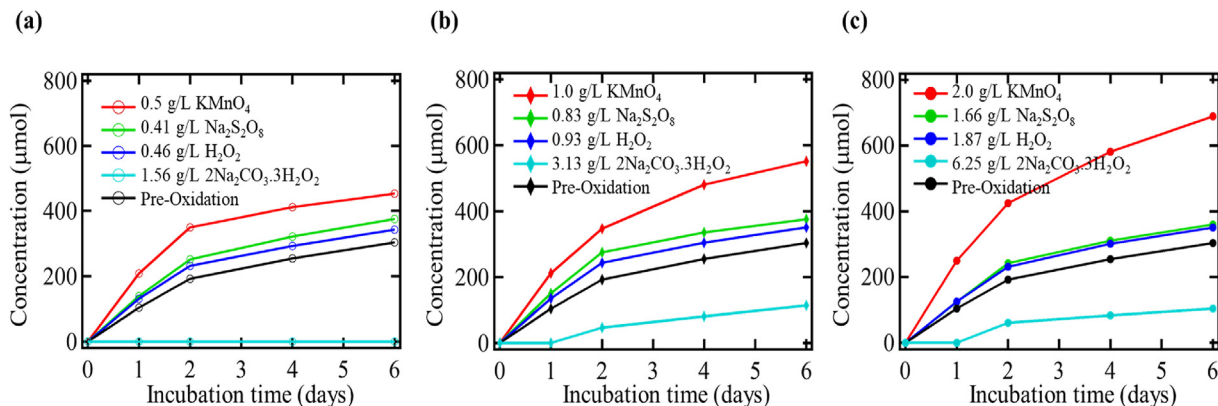 (a)
800
600
400
200
0
Concentration (μmol)
0.5 g/L KMnO₄
0.41 g/L Na₂S₂O₈
0.46 g/L H₂O₂
1.56 g/L 2Na₂CO₃.3H₂O₂
Pre-Oxidation
0 1 2 3 4 5 6
Incubation time (days)
(b)
800
600
400
200
0
Concentration (μmol)
1.0 g/L KMnO₄
0.83 g/L Na₂S₂O₈
0.93 g/L H₂O₂
3.13 g/L 2Na₂CO₃.3H₂O₂
Pre-Oxidation
0 1 2 3 4 5 6
Incubation time (days)
(c)
800
600
400
200
0
Concentration (μmol)
2.0 g/L KMnO₄
1.66 g/L Na₂S₂O₈
1.87 g/L H₂O₂
6.25 g/L 2Na₂CO₃.3H₂O₂
Pre-Oxidation
0 1 2 3 4 5 6
Incubation time (days)